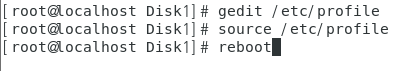 [root@localhost Disk1]# gedit /etc/profile
[root@localhost Disk1]# source /etc/profile
[root@localhost Disk1]# reboot